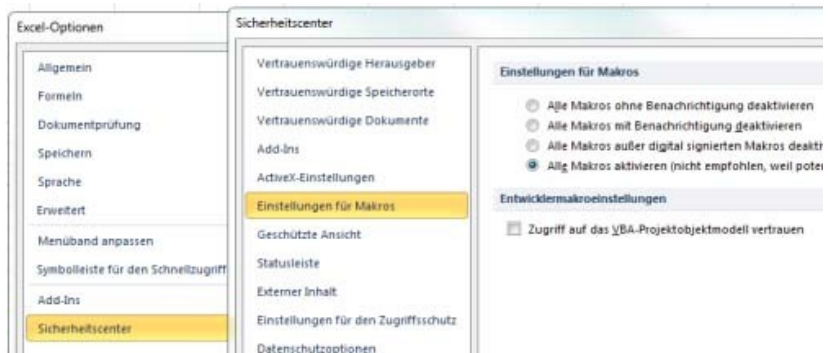 Excel-Optionen
Allgemein
Formeln
Dokumentprüfung
Speichern
Sprache
Erweitert
Menüband anpassen
Symbolleiste für den Schnellzugriff
Add-Ins
Sicherheitscenter
Sicherheitscenter
Vertrauenswürdige Herausgeber
Vertrauenswürdige Speicherorte
Vertrauenswürdige Dokumente
Add-Ins
ActiveX-Einstellungen
Einstellungen für Makros
Geschützte Ansicht
Statusleiste
Externer Inhalt
Einstellungen für den Zugriffsschutz
Datenschutzoptionen
Einstellungen für Makros
Alle Makros ohne Benachrichtigung deaktivieren
Alle Makros mit Benachrichtigung deaktivieren
Alle Makros außer digital signierten Makros deakti
Alle Makros aktivieren (nicht empfohlen, weil pote
Entwicklermakroeinstellungen
Zugriff auf das VBA-Projektobjektmodell vertrauen